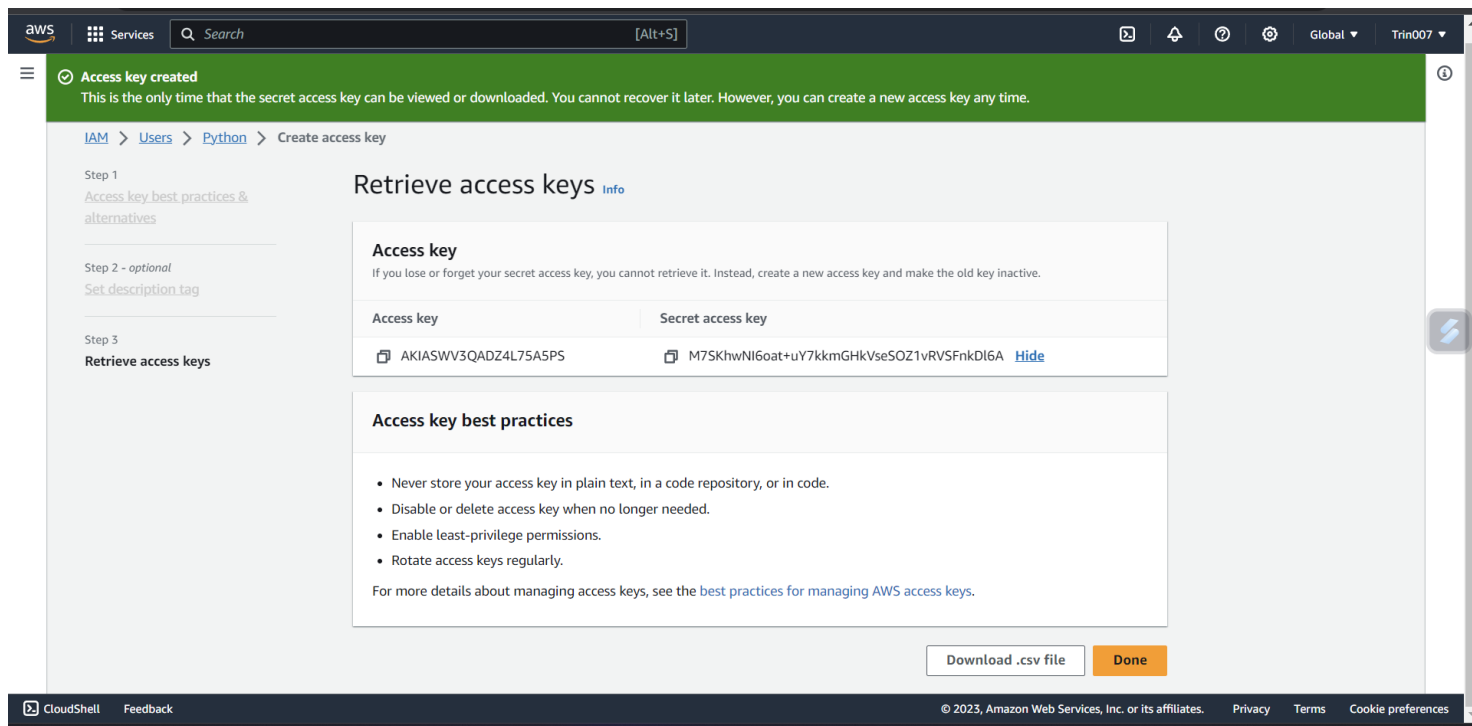 aws
Services
Search
[Alt+S]
Global
Trin007
Access key created
This is the only time that the secret access key can be viewed or downloaded. You cannot recover it later. However, you can create a new access key any time.
IAM > Users > Python > Create access key
Step 1
Access key best practices &
alternatives
Step 2 - optional
Set description tag
Step 3
Retrieve access keys
Retrieve access keys Info
Access key
If you lose or forget your secret access key, you cannot retrieve it. Instead, create a new access key and make the old key inactive.
Access key
Secret access key
AKIASWV3QADZ4L75A5PS
Hide
Access key best practices
• Never store your access key in plain text, in a code repository, or in code.
• Disable or delete access key when no longer needed.
• Enable least-privilege permissions.
• Rotate access keys regularly.
For more details about managing access keys, see the best practices for managing AWS access keys.
Download .csv file
Done
CloudShell
Feedback
© 2023, Amazon Web Services, Inc. or its affiliates.
Privacy
Terms
Cookie preferences